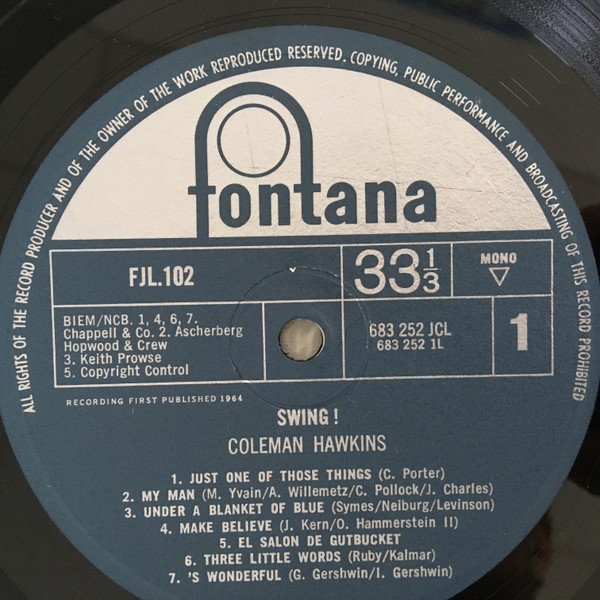 ALL RIGHTS OF THE RECORD PRODUCER AND OF THE OWNER OF THE WORK REPRODUCED RESERVED. COPYING, PUBLIC PERFORMANCE AND BROADCASTING OF THIS RECORD PROHIBITED
fontana
FJL.102
33 1/3
MONO
BIEM/NCB. 1, 4, 6, 7.
Chappell & Co. 2. Ascherberg
Hopwood & Crew
3. Keith Prowse
5. Copyright Control
683 252 JCL
683 252 1L
1
RECORDING FIRST PUBLISHED 1964
SWING !
COLEMAN HAWKINS
1. JUST ONE OF THOSE THINGS (C. Porter)
2. MY MAN (M. Yvain/A. Willemetz/C. Pollock/J. Charles)
3. UNDER A BLANKET OF BLUE (Symes/Neiburg/Levinson)
4. MAKE BELIEVE (J. Kern/O. Hammerstein II)
5. EL SALON DE GUTBUCKET
6. THREE LITTLE WORDS (Ruby/Kalmar)
7. 'S WONDERFUL (G. Gershwin/I. Gershwin)